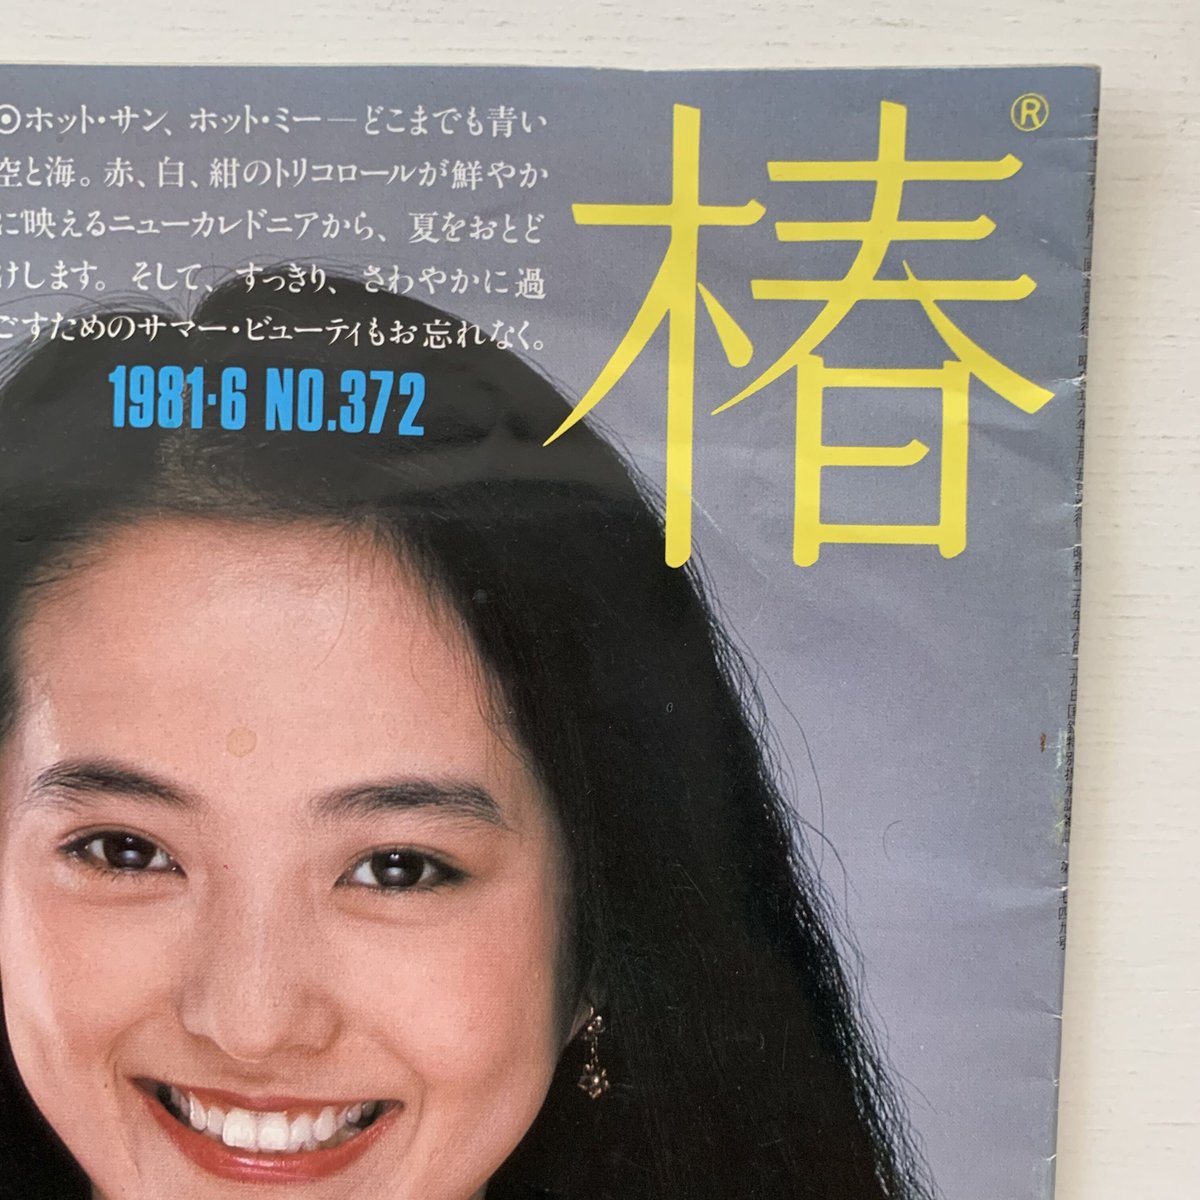 椿®
◉ホット・サン、ホット・ミー―どこまでも青い
空と海。赤、白、紺のトリコロールが鮮やか
に映えるニューカレドニアから、夏をおとど
けします。そして、すっきり、さわやかに過
ごすためのサマー・ビューティもお忘れなく。
1981・6 NO.372